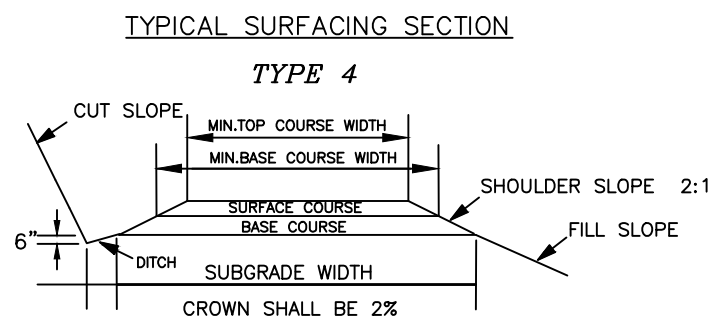 TYPICAL SURFACING SECTION
TYPE 4
CUT SLOPE
MIN.TOP COURSE WIDTH
MIN.BASE COURSE WIDTH
SHOULDER SLOPE 2:1
SURFACE COURSE
BASE COURSE
FILL SLOPE
6"
DITCH
SUBGRADE WIDTH
CROWN SHALL BE 2%